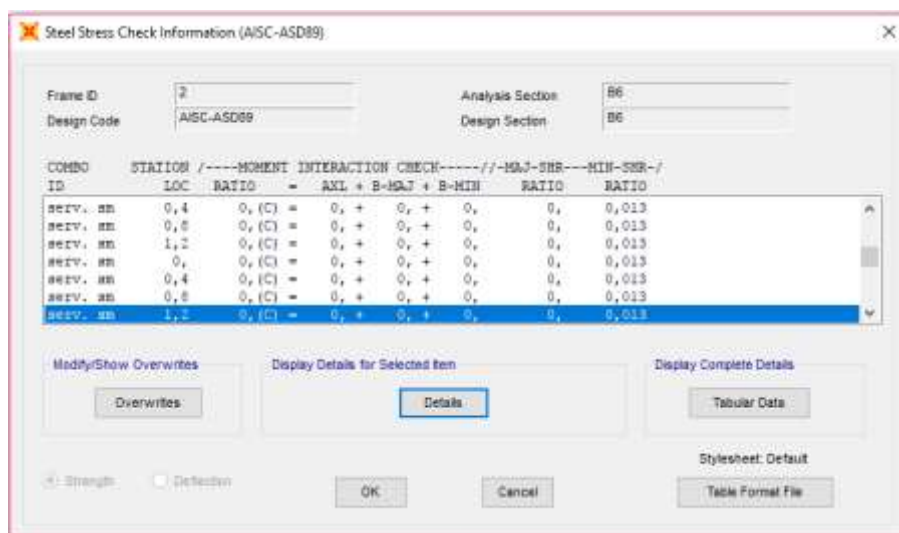 Steel Stress Check Information (AISC-ASD89)
Frame ID 2 Analysis Section B6
Design Code AISC-ASD89 Design Section B6
COMBO STATION /----MOMENT INTERACTION CHECK-----//-MAJ-SHR---MIN-SHR-/
ID LOC RATIO = AXL + B-MAJ + B-MIN RATIO RATIO
serv. sm 0,4 0,(C) = 0, + 0, + 0, 0, 0,013
serv. sm 0,8 0,(C) = 0, + 0, + 0, 0, 0,013
serv. sm 1,2 0,(C) = 0, + 0, + 0, 0, 0,013
serv. sm 0, 0,(C) = 0, + 0, + 0, 0, 0,013
serv. sm 0,4 0,(C) = 0, + 0, + 0, 0, 0,013
serv. sm 0,8 0,(C) = 0, + 0, + 0, 0, 0,013
serv. sm 1,2 0,(C) = 0, + 0, + 0, 0, 0,013
Modify/Show Overwrites Display Details for Selected Item Display Complete Details
Overwrites Details Tabular Data
Stylesheet: Default
Strength Deflection OK Cancel Table Format File